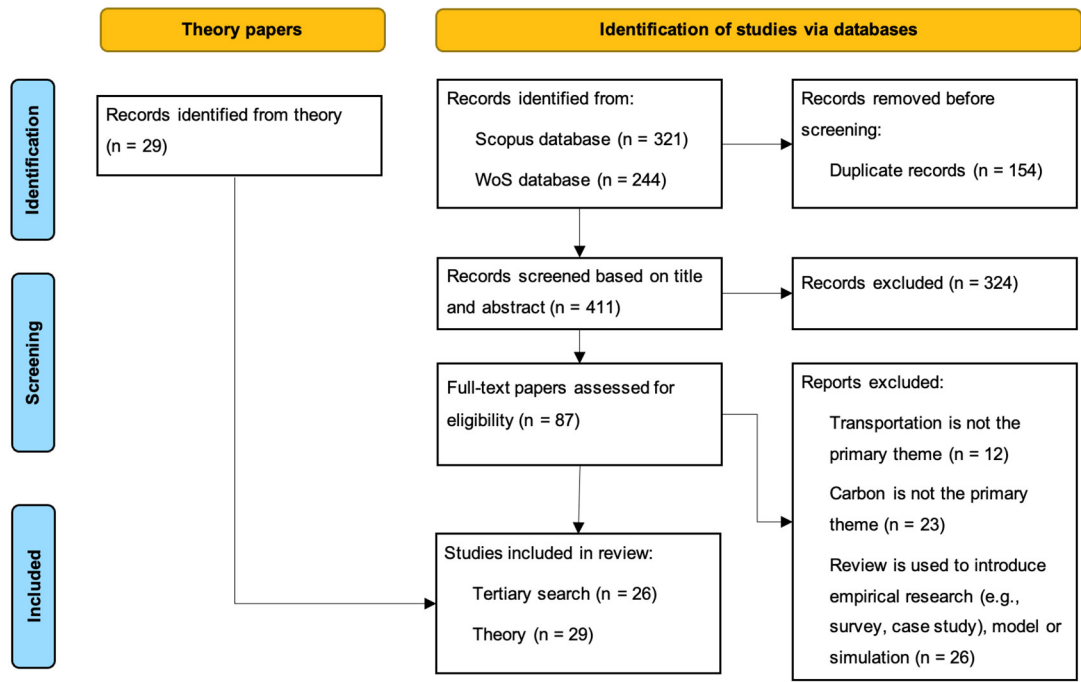 Theory papers
Identification of studies via databases
Identification
Records identified from theory
(n = 29)
Records identified from:
Scopus database (n = 321)
WoS database (n = 244)
Records removed before
screening:
Duplicate records (n = 154)
Screening
Records screened based on title
and abstract (n = 411)
Records excluded (n = 324)
Full-text papers assessed for
eligibility (n = 87)
Reports excluded:
Transportation is not the
primary theme (n = 12)
Carbon is not the primary
theme (n = 23)
Review is used to introduce
empirical research (e.g.,
survey, case study), model or
simulation (n = 26)
Included
Studies included in review:
Tertiary search (n = 26)
Theory (n = 29)